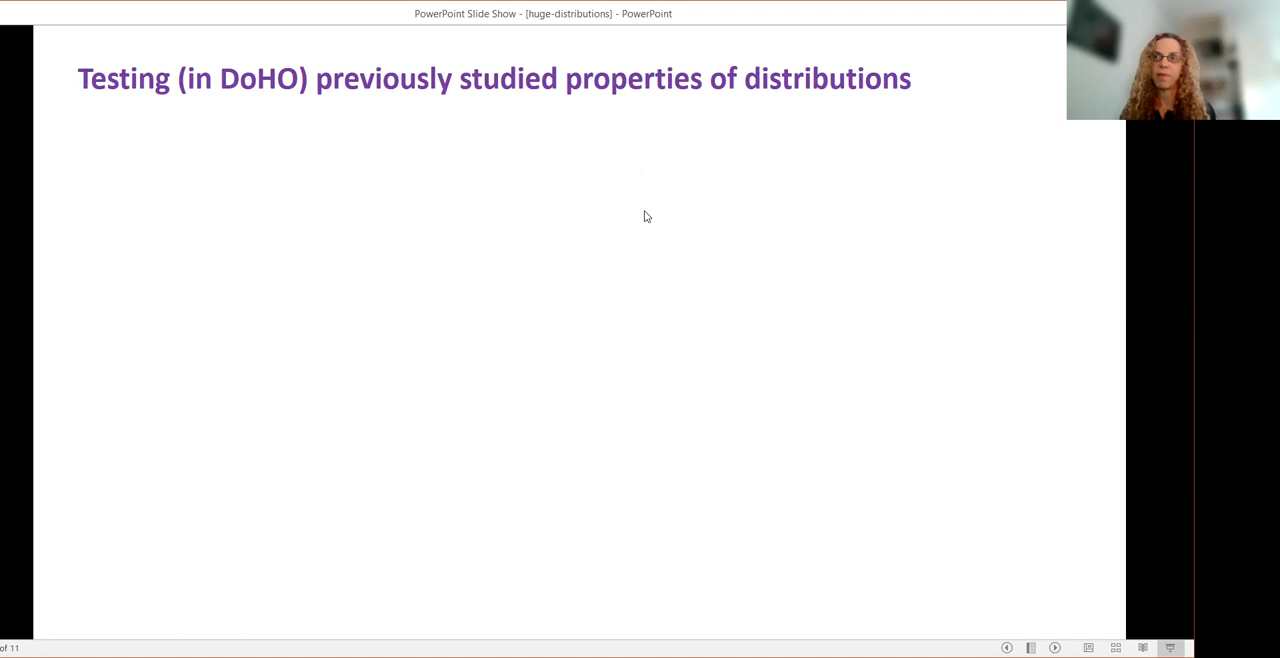 PowerPoint Slide Show - [huge-distributions] - PowerPoint
Testing (in DoHO) previously studied properties of distributions
of 11